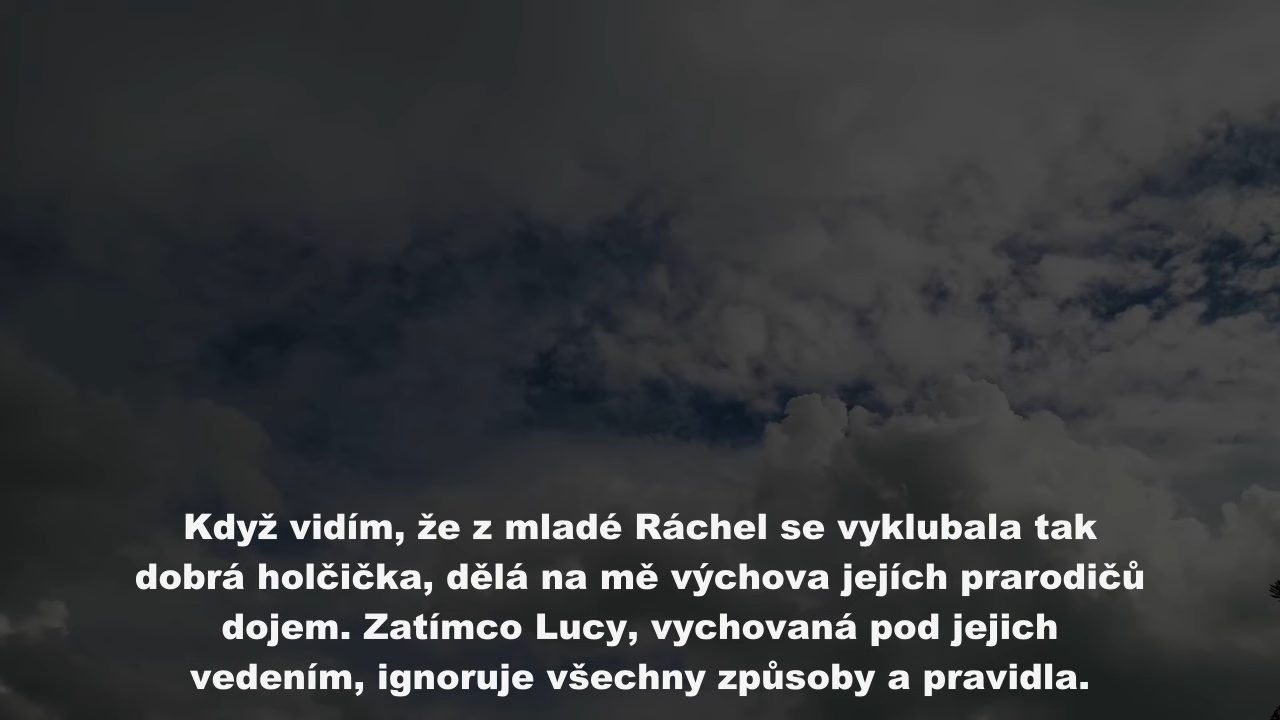 Když vidím, že z mladé Ráchel se vyklubala tak
dobrá holčička, dělá na mě výchova jejích prarodičů
dojem. Zatímco Lucy, vychovaná pod jejich
vedením, ignoruje všechny způsoby a pravidla.